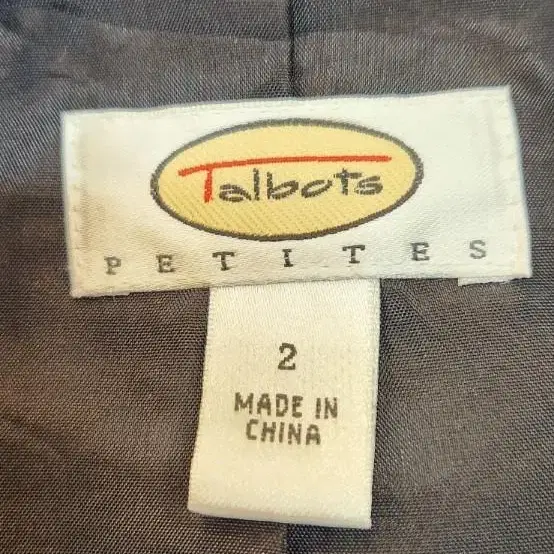 Talbots
PETITES
2
MADE IN
CHINA